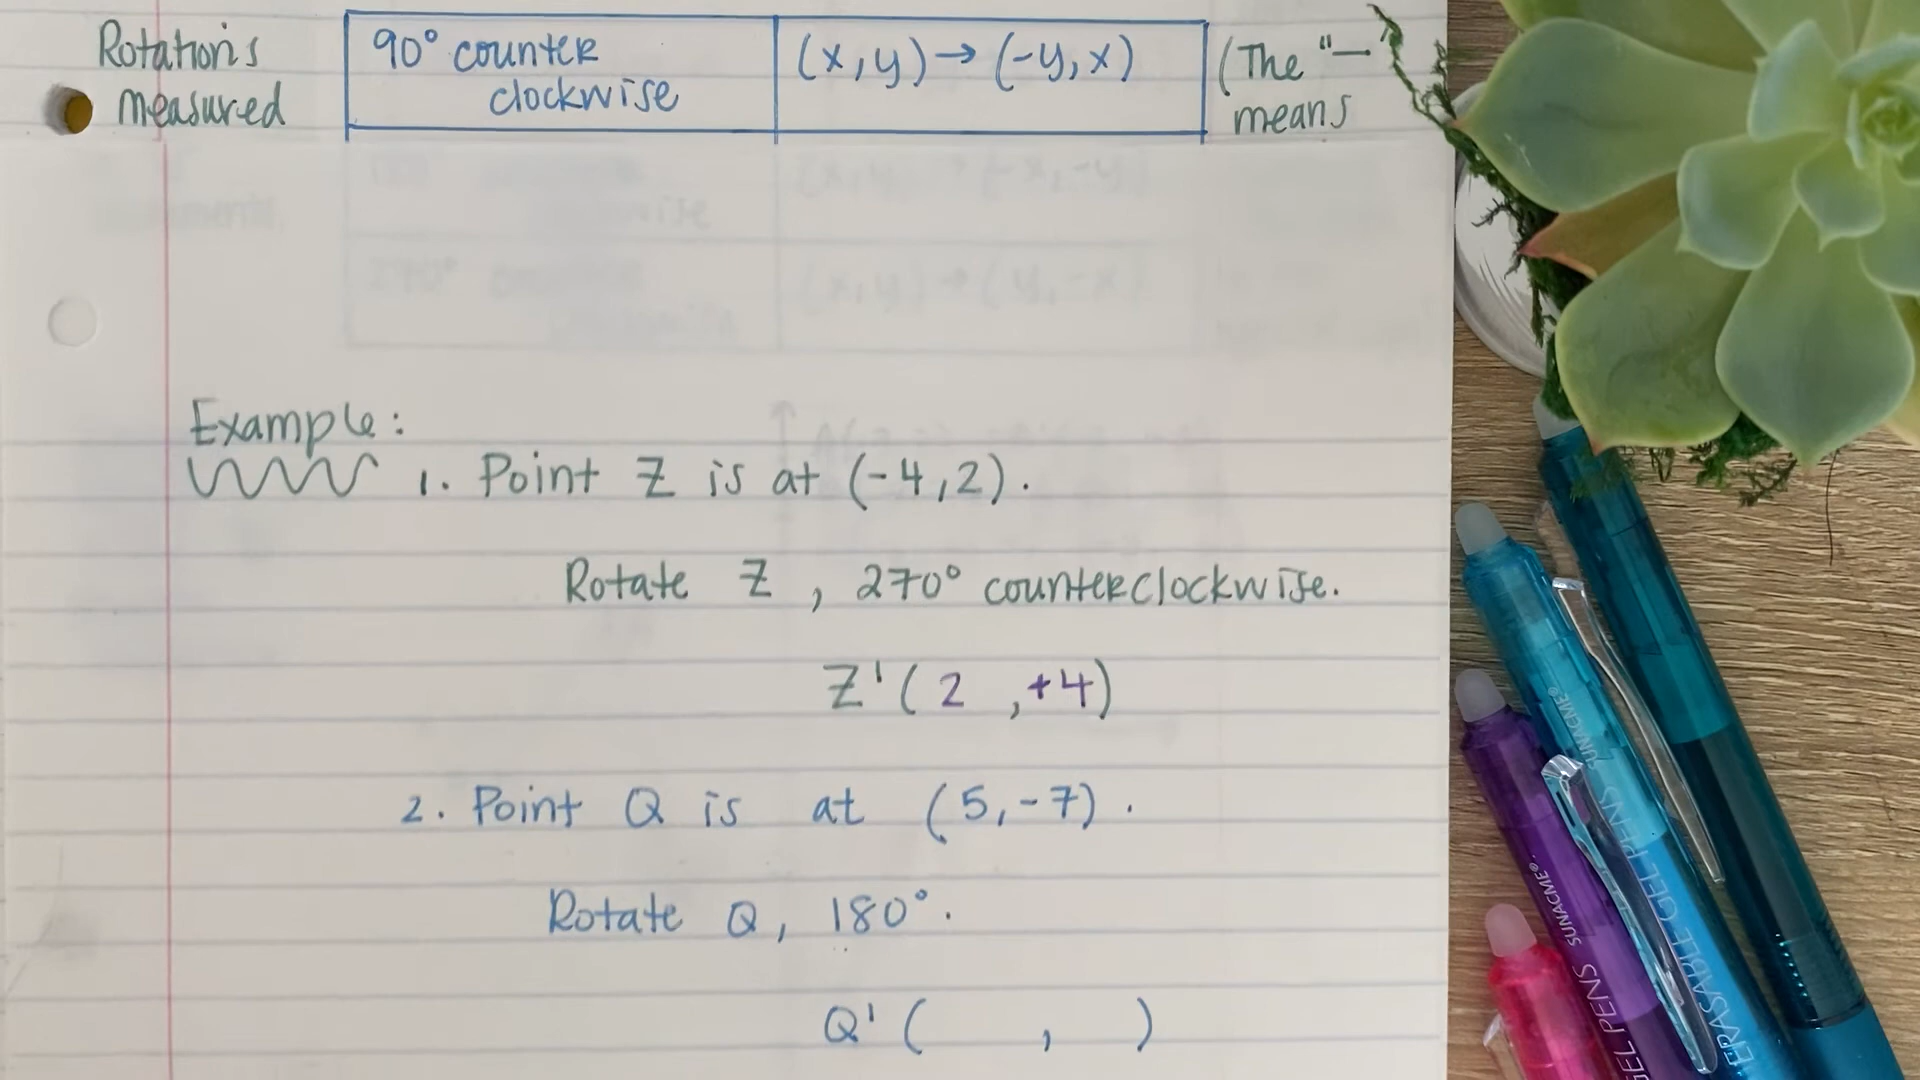 Rotations measured
90° counter clockwise
(x,y)→(-y,x)
(The "—" means
Example:
1. Point Z is at (-4,2).
Rotate Z, 270° counterclockwise.
Z'(2 ,+4)
2. Point Q is at (5,-7).
Rotate Q, 180°.
Q'( , )
SUNACME®
SUNACME®
GEL PENS
ERASABLE GEL PENS